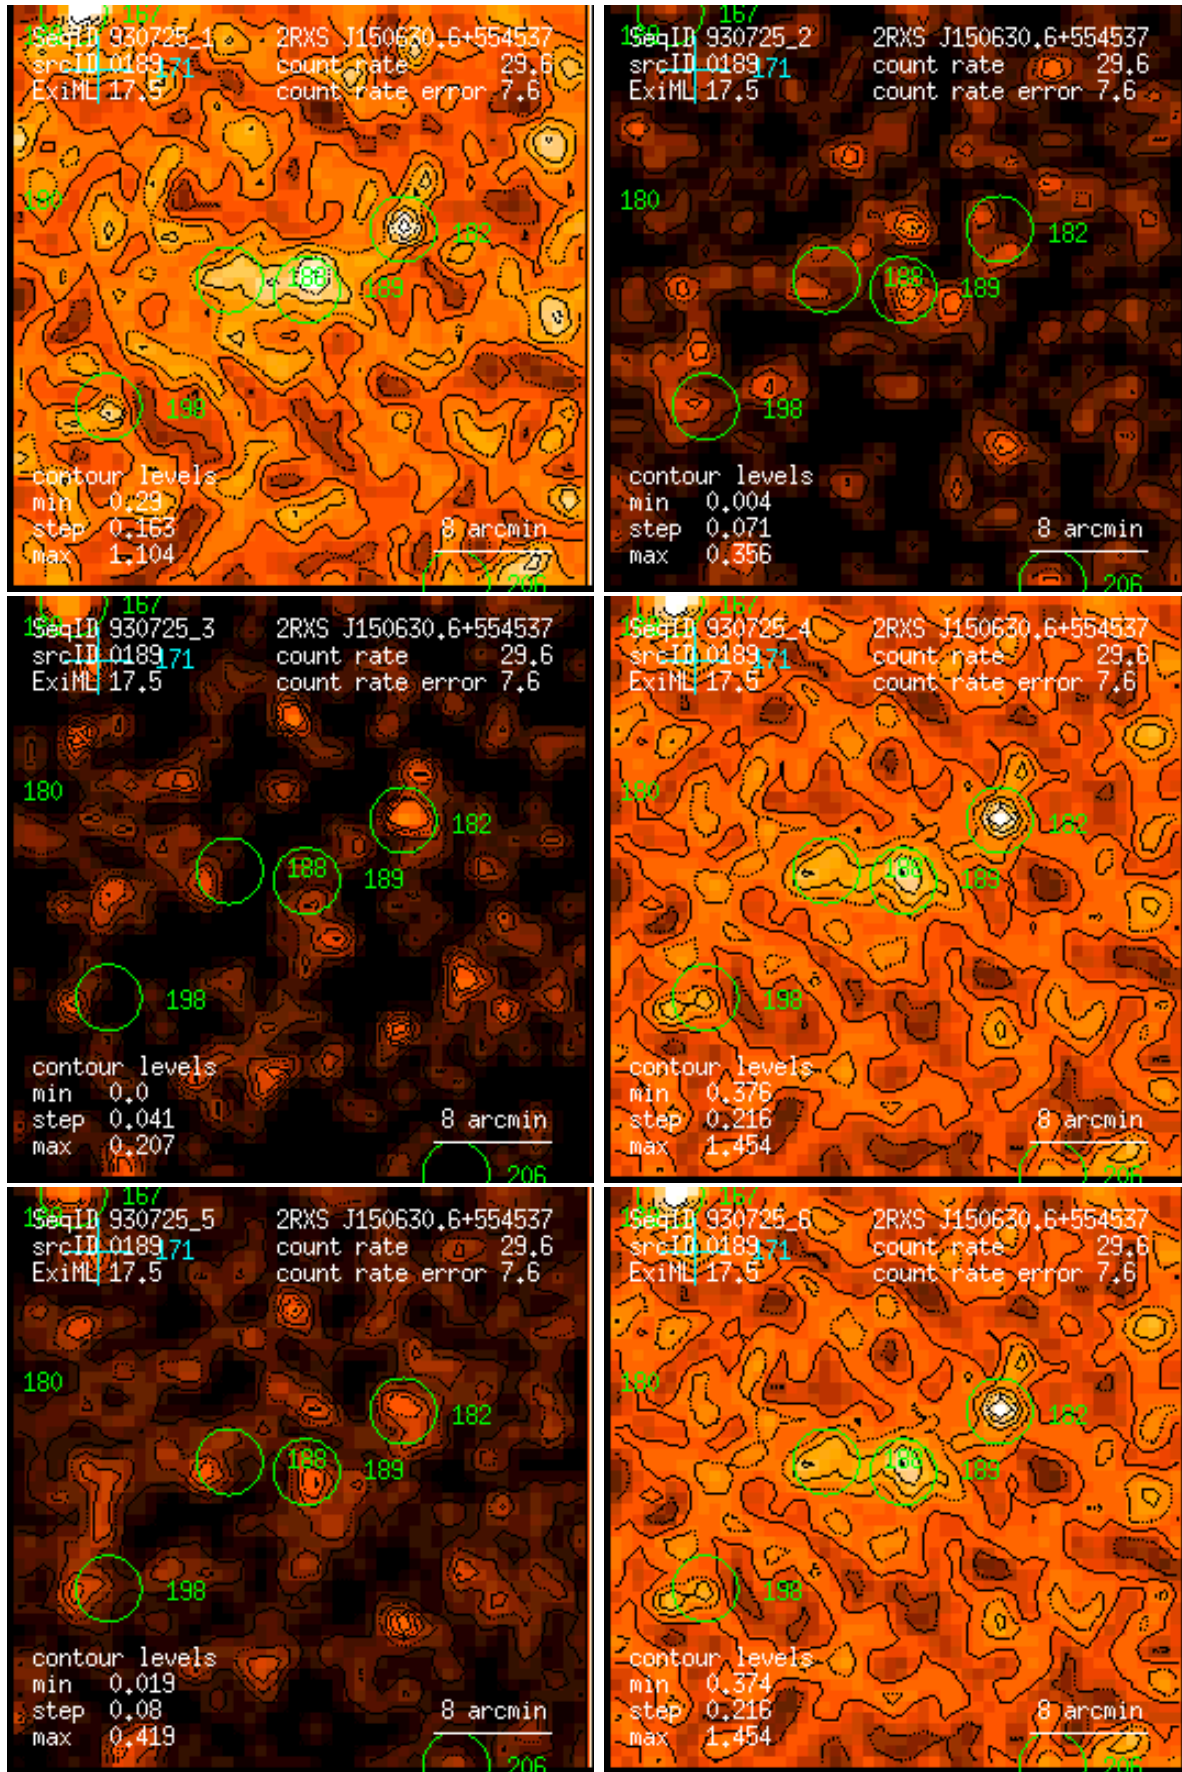 167
SeqID 930725_1 2RXS J150630.6+554537
srcID 0189 171 count rate 29.6
ExiML 17.5 count rate error 7.6
180
182
188 189
198
contour levels
min 0.29
step 0.163 8 arcmin
max 1.104
206
167
SeqID 930725_2 2RXS J150630.6+554537
srcID 0189 171 count rate 29.6
ExiML 17.5 count rate error 7.6
180
182
188 189
198
contour levels
min 0.004
step 0.071 8 arcmin
max 0.356
206
167
SeqID 930725_3 2RXS J150630.6+554537
srcID 0189 171 count rate 29.6
ExiML 17.5 count rate error 7.6
180
182
188 189
198
contour levels
min 0.0
step 0.041 8 arcmin
max 0.207
206
167
SeqID 930725_4 2RXS J150630.6+554537
srcID 0189 171 count rate 29.6
ExiML 17.5 count rate error 7.6
180
182
188 189
198
contour levels
min 0.376
step 0.216 8 arcmin
max 1.454
206
167
SeqID 930725_5 2RXS J150630.6+554537
srcID 0189 171 count rate 29.6
ExiML 17.5 count rate error 7.6
180
182
188 189
198
contour levels
min 0.019
step 0.08 8 arcmin
max 0.419
206
167
SeqID 930725_6 2RXS J150630.6+554537
srcID 0189 171 count rate 29.6
ExiML 17.5 count rate error 7.6
180
182
188 189
198
contour levels
min 0.374
step 0.216 8 arcmin
max 1.454
206